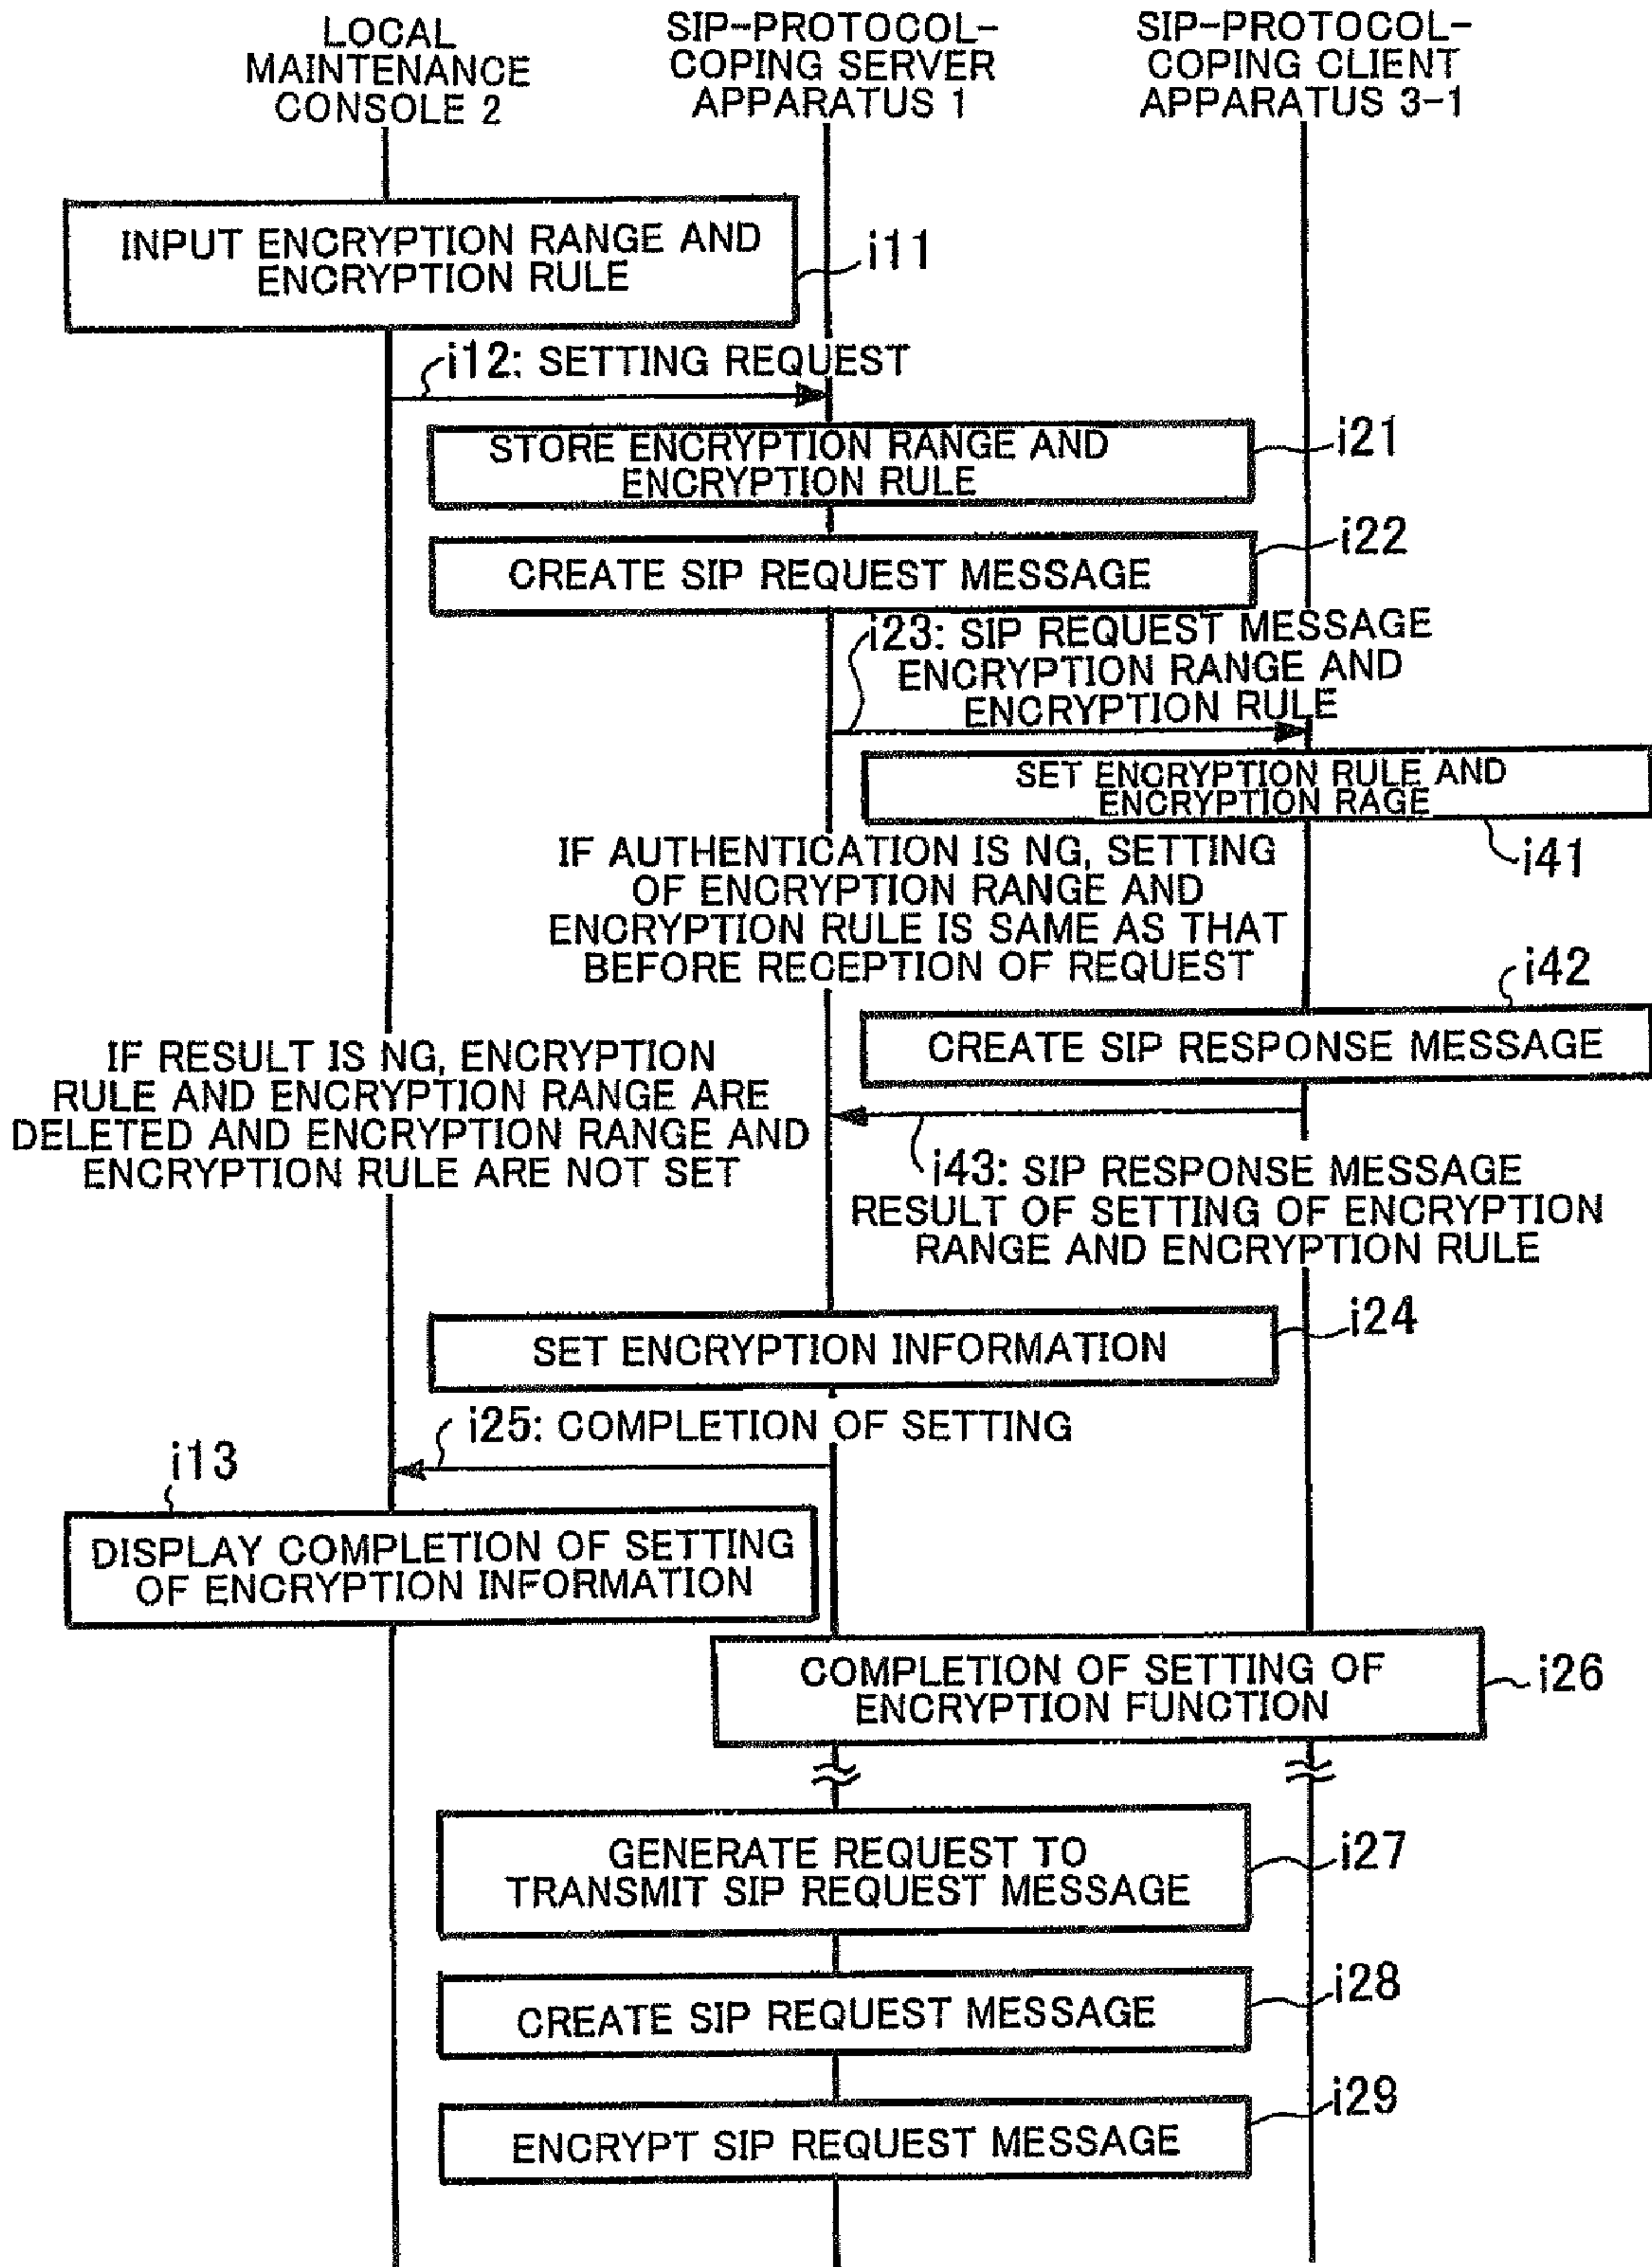 LOCAL
MAINTENANCE
CONSOLE 2
SIP-PROTOCOL-
COPING SERVER
APPARATUS 1
SIP-PROTOCOL-
COPING CLIENT
APPARATUS 3-1
INPUT ENCRYPTION RANGE AND
ENCRYPTION RULE
i11
i12: SETTING REQUEST
STORE ENCRYPTION RANGE AND
ENCRYPTION RULE
i21
CREATE SIP REQUEST MESSAGE
i22
i23: SIP REQUEST MESSAGE
ENCRYPTION RANGE AND
ENCRYPTION RULE
SET ENCRYPTION RULE AND
ENCRYPTION RAGE
i41
IF AUTHENTICATION IS NG, SETTING
OF ENCRYPTION RANGE AND
ENCRYPTION RULE IS SAME AS THAT
BEFORE RECEPTION OF REQUEST
i42
CREATE SIP RESPONSE MESSAGE
IF RESULT IS NG, ENCRYPTION
RULE AND ENCRYPTION RANGE ARE
DELETED AND ENCRYPTION RANGE AND
ENCRYPTION RULE ARE NOT SET
i43: SIP RESPONSE MESSAGE
RESULT OF SETTING OF ENCRYPTION
RANGE AND ENCRYPTION RULE
SET ENCRYPTION INFORMATION
i24
i25: COMPLETION OF SETTING
i13
DISPLAY COMPLETION OF SETTING
OF ENCRYPTION INFORMATION
COMPLETION OF SETTING OF
ENCRYPTION FUNCTION
i26
GENERATE REQUEST TO
TRANSMIT SIP REQUEST MESSAGE
i27
CREATE SIP REQUEST MESSAGE
i28
ENCRYPT SIP REQUEST MESSAGE
i29